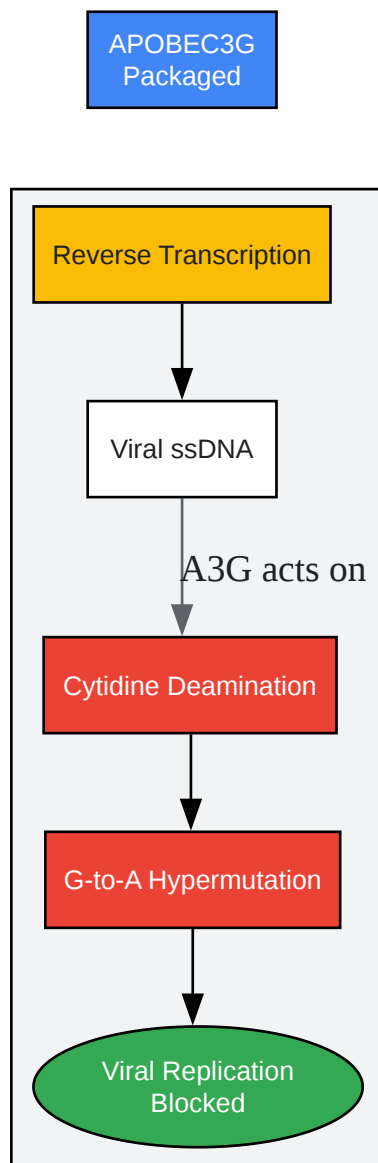 APOBEC3G
Packaged
Reverse Transcription
Viral ssDNA
A3G acts on
Cytidine Deamination
G-to-A Hypermutation
Viral Replication
Blocked